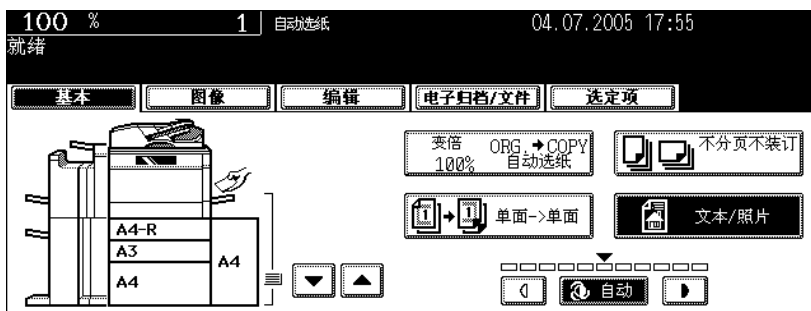 100 % 1 自动选纸 04.07.2005 17:55
就绪
基本 图像 编辑 电子归档/文件 选定项
变倍 ORG.➔COPY 不分页不装订
100% 自动选纸
1➔1 单面->单面 文本/照片
A4-R
A3
A4
A4
自动